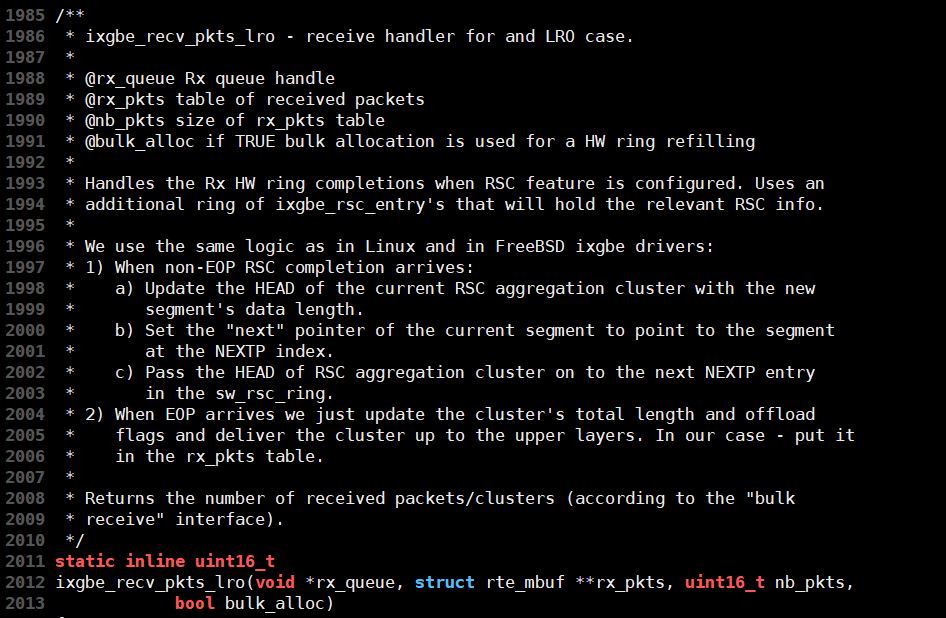 1985 /**
1986  * ixgbe_recv_pkts_lro - receive handler for and LRO case.
1987  *
1988  * @rx_queue Rx queue handle
1989  * @rx_pkts table of received packets
1990  * @nb_pkts size of rx_pkts table
1991  * @bulk_alloc if TRUE bulk allocation is used for a HW ring refilling
1992  *
1993  * Handles the Rx HW ring completions when RSC feature is configured. Uses an
1994  * additional ring of ixgbe_rsc_entry's that will hold the relevant RSC info.
1995  *
1996  * We use the same logic as in Linux and in FreeBSD ixgbe drivers:
1997  * 1) When non-EOP RSC completion arrives:
1998  *    a) Update the HEAD of the current RSC aggregation cluster with the new
1999  *       segment's data length.
2000  *    b) Set the "next" pointer of the current segment to point to the segment
2001  *       at the NEXTP index.
2002  *    c) Pass the HEAD of RSC aggregation cluster on to the next NEXTP entry
2003  *       in the sw_rsc_ring.
2004  * 2) When EOP arrives we just update the cluster's total length and offload
2005  *    flags and deliver the cluster up to the upper layers. In our case - put it
2006  *    in the rx_pkts table.
2007  *
2008  * Returns the number of received packets/clusters (according to the "bulk
2009  * receive" interface).
2010  */
2011 static inline uint16_t
2012 ixgbe_recv_pkts_lro(void *rx_queue, struct rte_mbuf **rx_pkts, uint16_t nb_pkts,
2013             bool bulk_alloc)